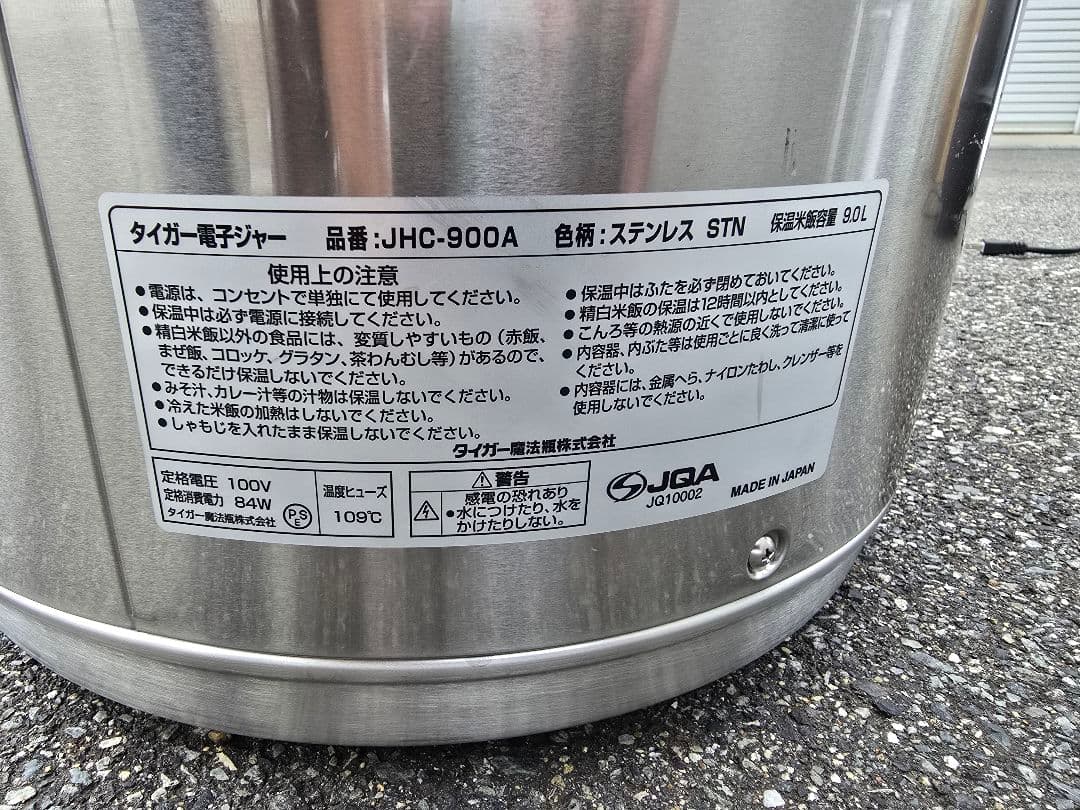 タイガー電子ジャー 品番:JHC-900A 色柄:ステンレス STN 保温米飯容量 9.0L
使用上の注意
●電源は、コンセントで単独にて使用してください。
●保温中は必ず電源に接続してください。
●精白米飯以外の食品には、変質しやすいもの(赤飯、
まぜ飯、コロッケ、グラタン、茶わんむし等)があるので、
できるだけ保温しないでください。
●みそ汁、カレー汁等の汁物は保温しないでください。
●冷えた米飯の加熱はしないでください。
●しゃもじを入れたまま保温しないでください。
●保温中はふたを必ず閉めておいてください。
●精白米飯の保温は12時間以内としてください。
●こんろ等の熱源の近くで使用しないでください。
●内容器、内ぶた等は使用ごとに良く洗って清潔に使って
ください。
●内容器には、金属へら、ナイロンたわし、クレンザー等を
使用しないでください。
タイガー魔法瓶株式会社
定格電圧 100V
定格消費電力 84W
タイガー魔法瓶株式会社
PSE
温度ヒューズ
109℃
警告
感電の恐れあり
●水につけたり、水を
かけたりしない。
JQA
JQ10002
MADE IN JAPAN